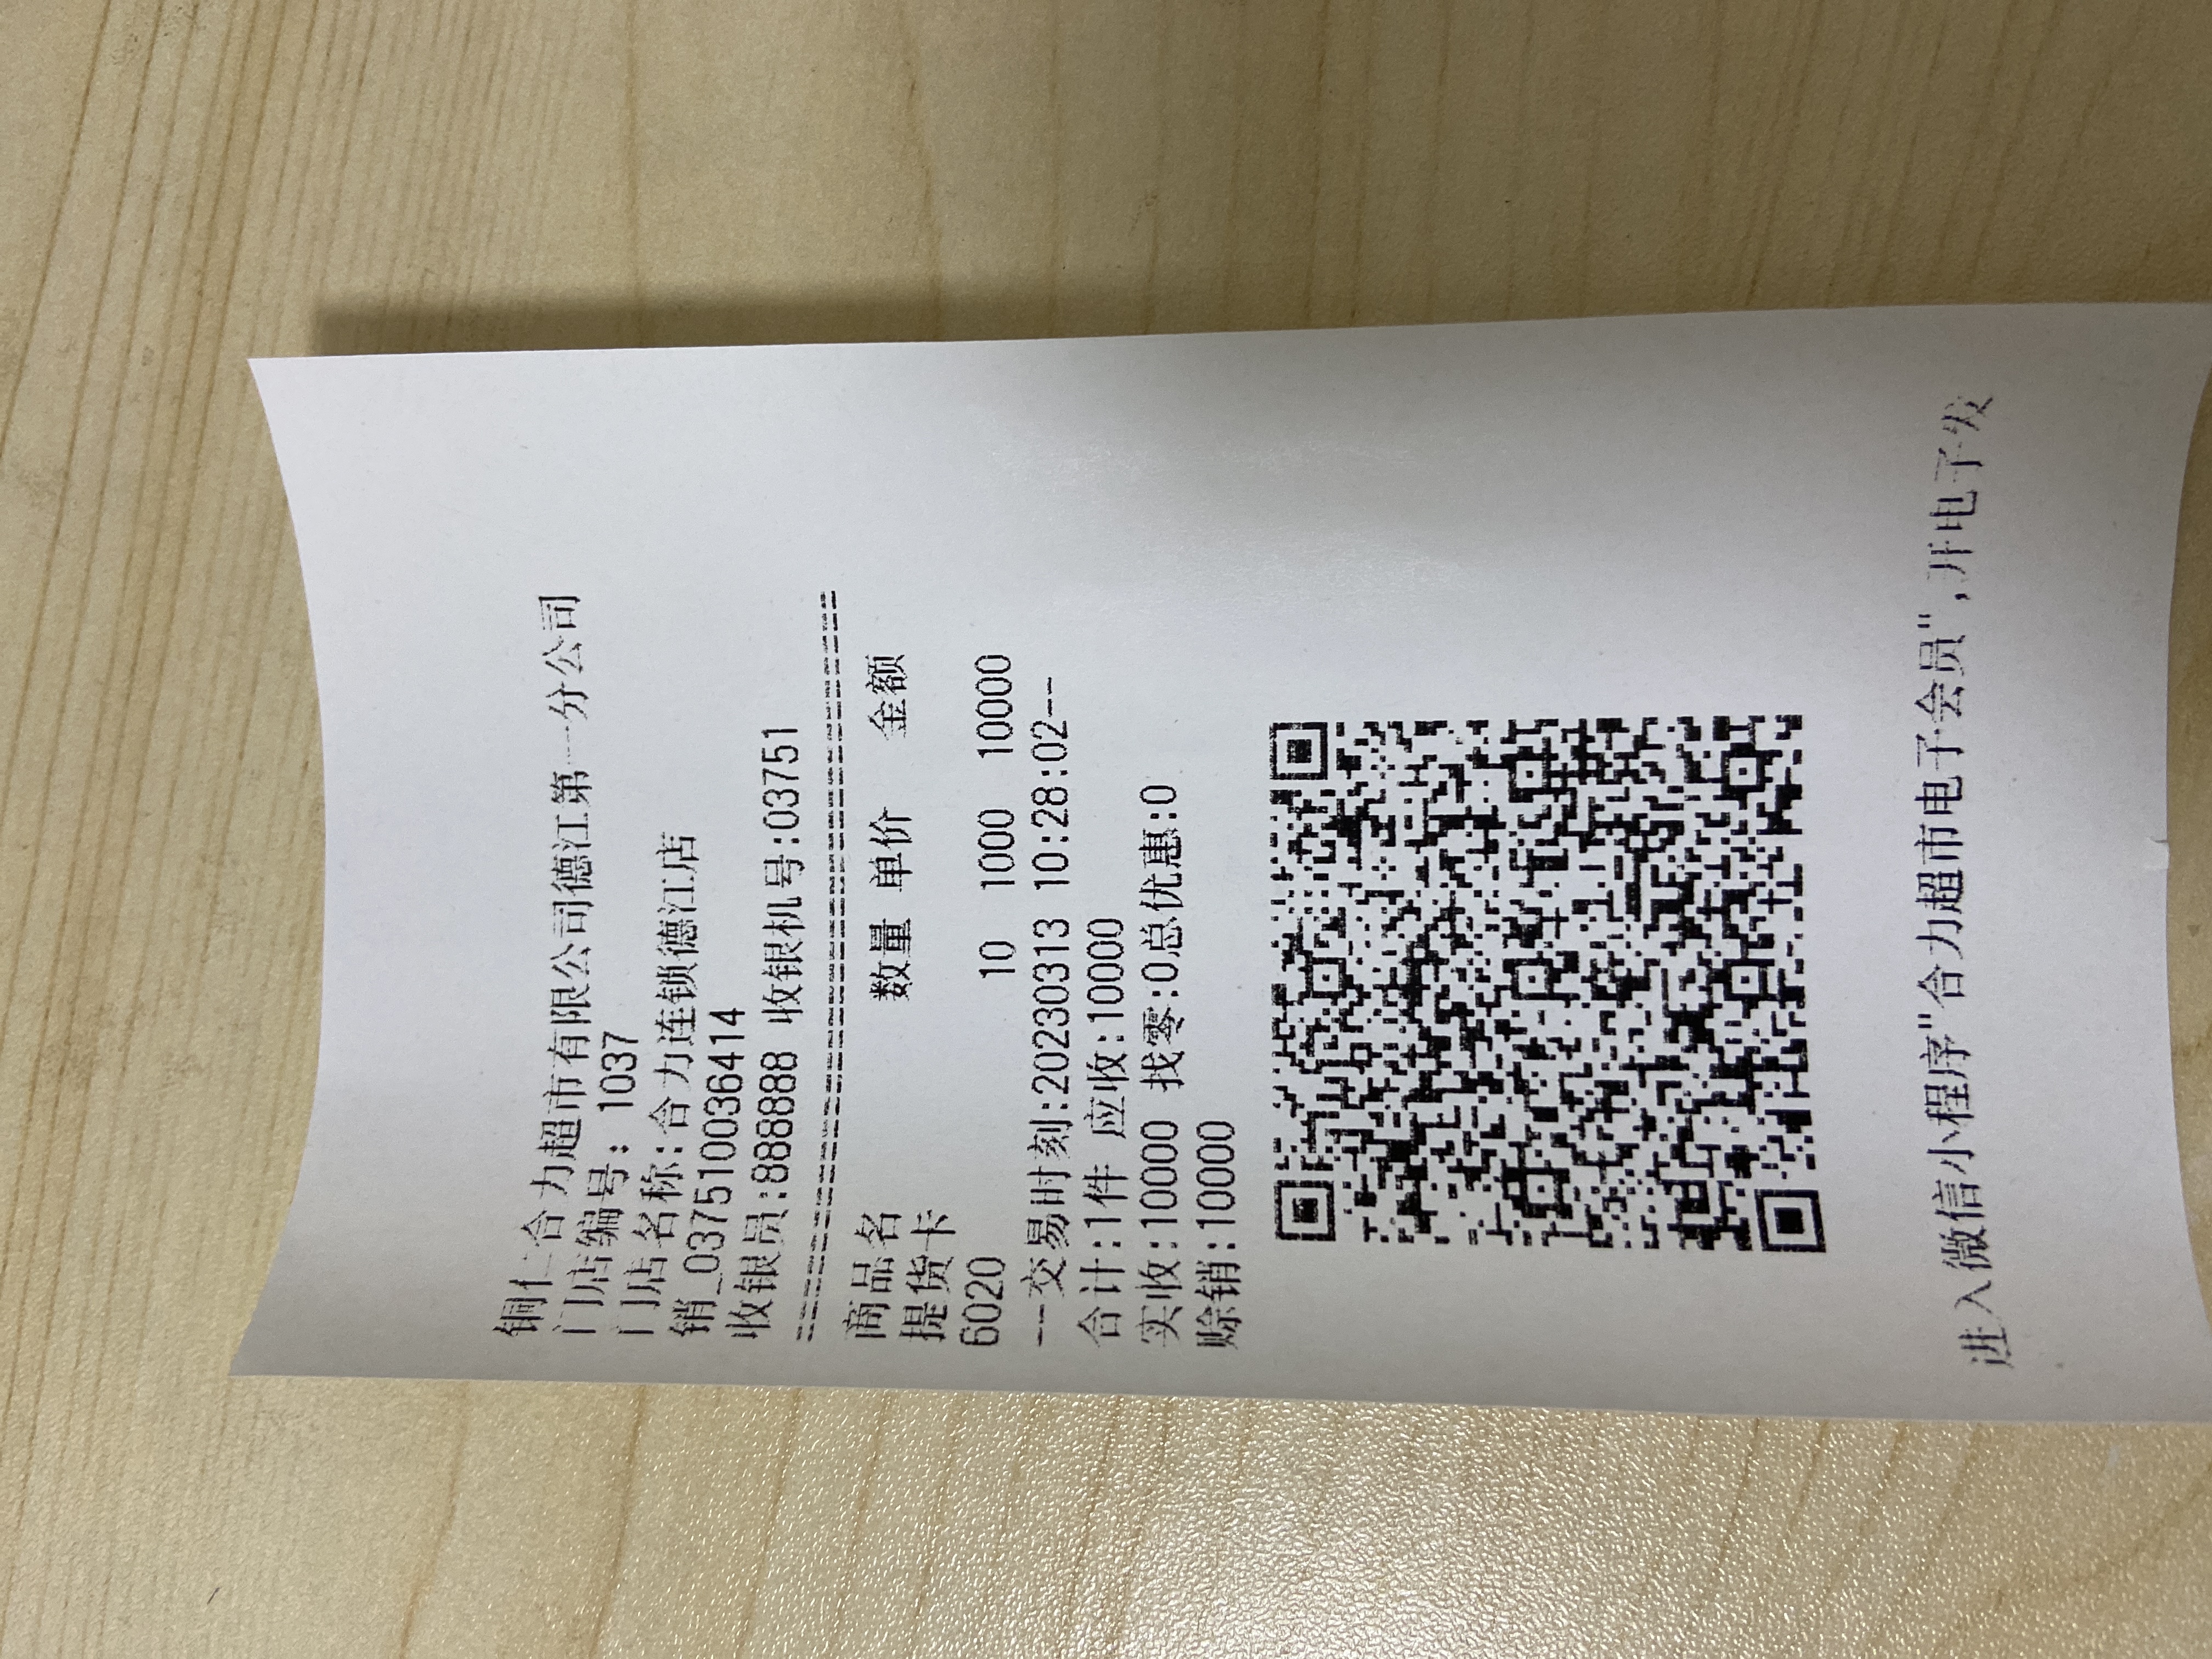 铜仁合力超市有限公司德江第一分公司
门店编号: 1037
门店名称:合力连锁德江店
销_037510036414
收银员:888888 收银机号:03751
================================
商品名 数量 单价 金额
提货卡
6020 10 1000 10000
--交易时刻:20230313 10:28:02--
合计:1件 应收:10000
实收:10000 找零:0总优惠:0
赊销:10000
进入微信小程序"合力超市电子会员",开电子发